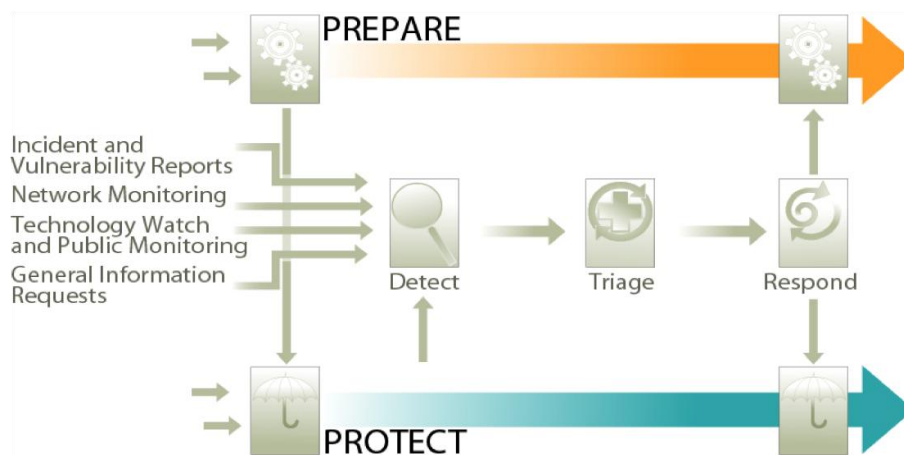 PREPARE
Incident and
Vulnerability Reports
Network Monitoring
Technology Watch
and Public Monitoring
General Information
Requests
Detect
Triage
Respond
PROTECT